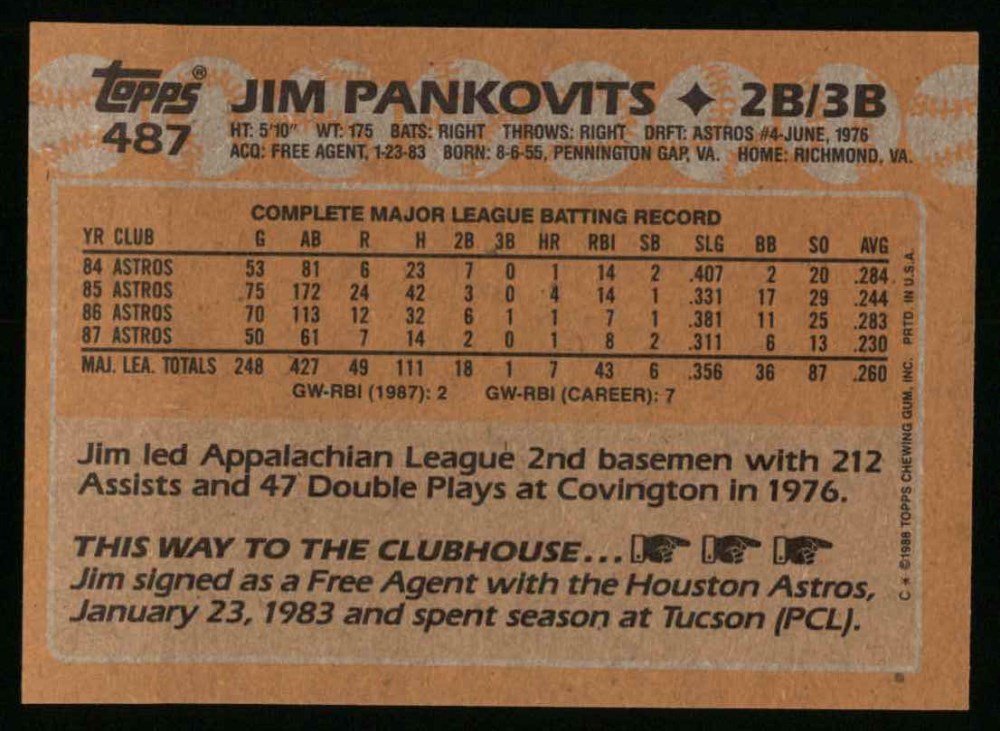 Topps®
487
JIM PANKOVITS ✦ 2B/3B
HT: 5'10" WT: 175 BATS: RIGHT THROWS: RIGHT DRFT: ASTROS #4-JUNE, 1976
ACQ: FREE AGENT, 1-23-83 BORN: 8-6-55, PENNINGTON GAP, VA. HOME: RICHMOND, VA.
COMPLETE MAJOR LEAGUE BATTING RECORD
YR CLUB G AB R H 2B 3B HR RBI SB SLG BB SO AVG
84 ASTROS 53 81 6 23 7 0 1 14 2 .407 2 20 .284
85 ASTROS 75 172 24 42 3 0 4 14 1 .331 17 29 .244
86 ASTROS 70 113 12 32 6 1 1 7 1 .381 11 25 .283
87 ASTROS 50 61 7 14 2 0 1 8 2 .311 6 13 .230
MAJ. LEA. TOTALS 248 427 49 111 18 1 7 43 6 .356 36 87 .260
GW-RBI (1987): 2 GW-RBI (CAREER): 7
Jim led Appalachian League 2nd basemen with 212
Assists and 47 Double Plays at Covington in 1976.
THIS WAY TO THE CLUBHOUSE...
Jim signed as a Free Agent with the Houston Astros,
January 23, 1983 and spent season at Tucson (PCL).
C * ©1988 TOPPS CHEWING GUM, INC. PRTD. IN U.S.A.